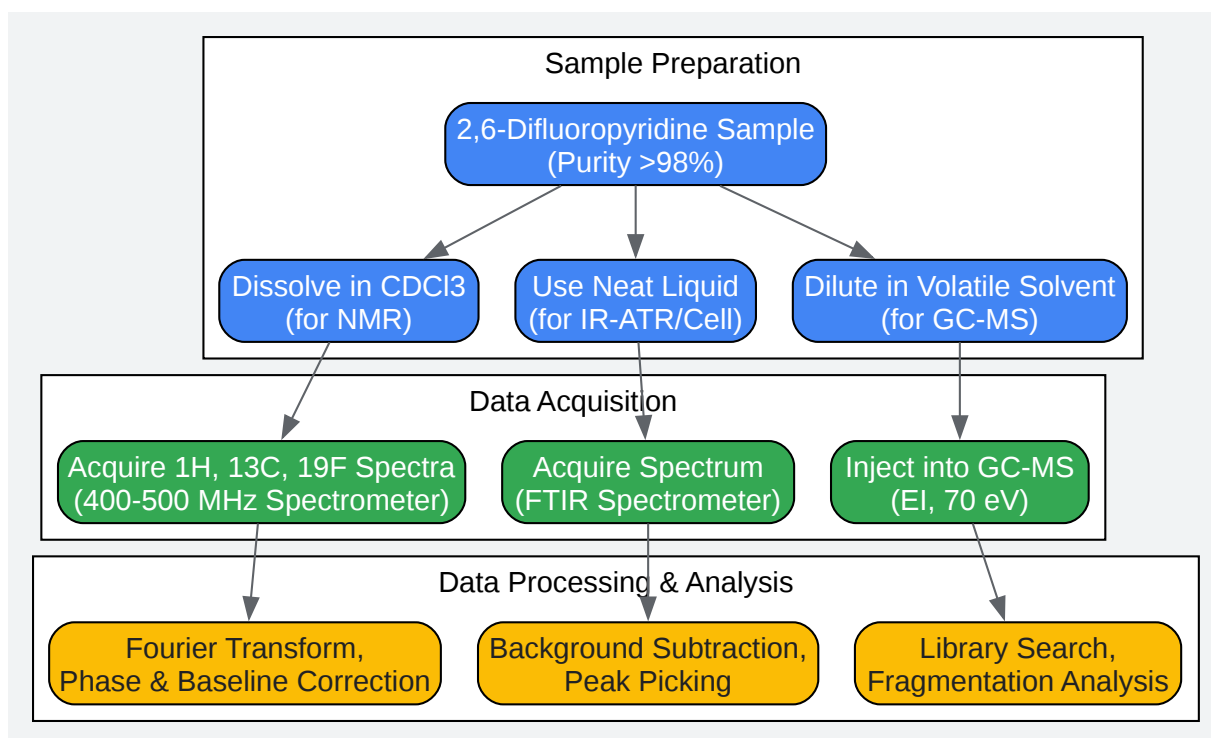 Sample Preparation
2,6-Difluoropyridine Sample
(Purity >98%)
Dissolve in CDCl3
(for NMR)
Use Neat Liquid
(for IR-ATR/Cell)
Dilute in Volatile Solvent
(for GC-MS)
Data Acquisition
Acquire 1H, 13C, 19F Spectra
(400-500 MHz Spectrometer)
Acquire Spectrum
(FTIR Spectrometer)
Inject into GC-MS
(EI, 70 eV)
Data Processing & Analysis
Fourier Transform,
Phase & Baseline Correction
Background Subtraction,
Peak Picking
Library Search,
Fragmentation Analysis